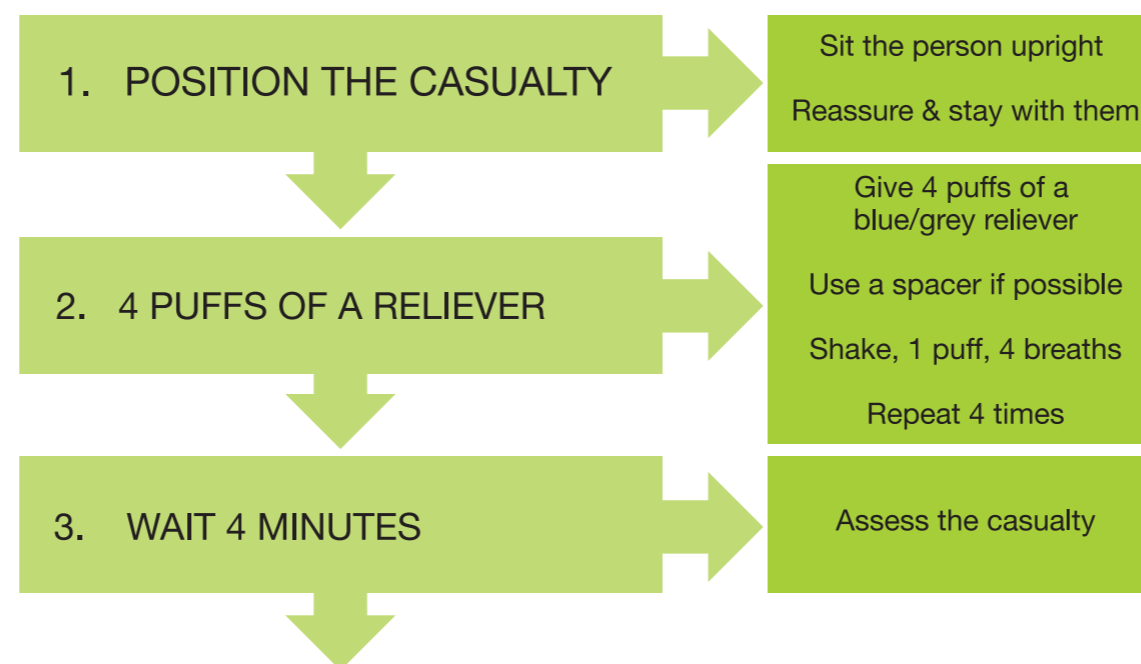 1. POSITION THE CASUALTY
Sit the person upright
Reassure & stay with them
2. 4 PUFFS OF A RELIEVER
Give 4 puffs of a
blue/grey reliever
Use a spacer if possible
Shake, 1 puff, 4 breaths
Repeat 4 times
3. WAIT 4 MINUTES
Assess the casualty